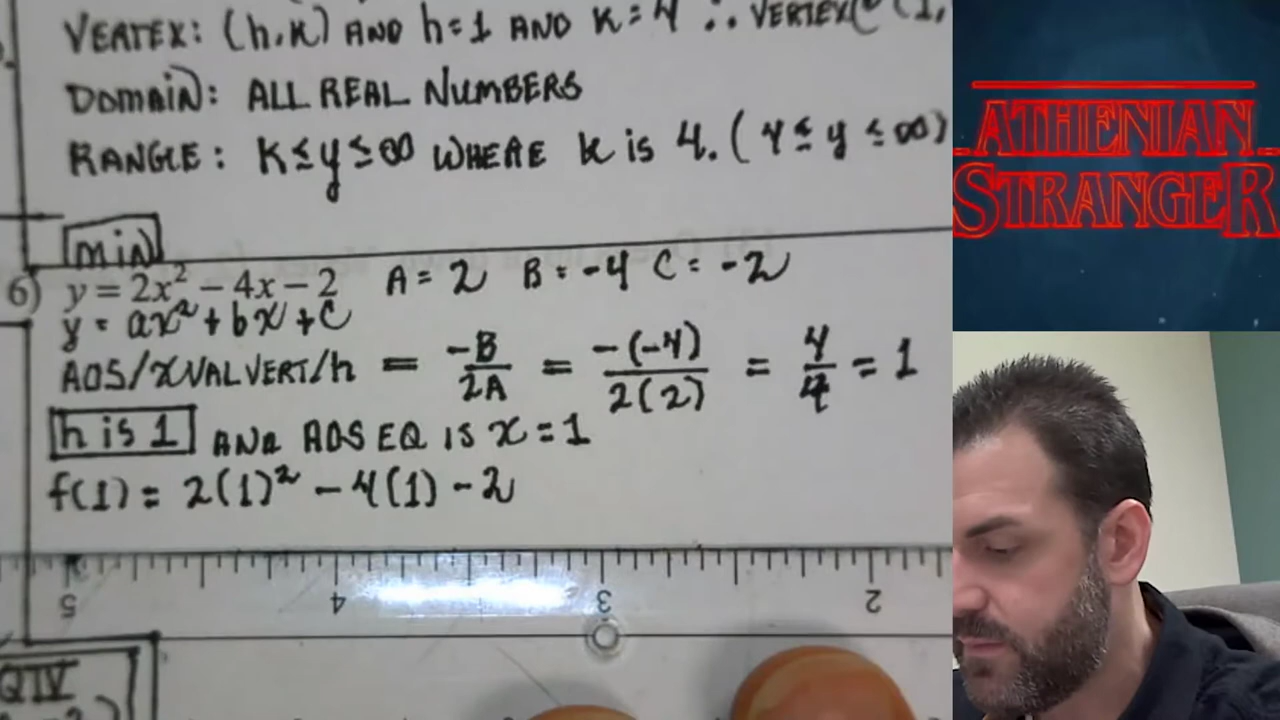 VERTEX: (h,k) AND h=1 AND K=4 ∴ VERTEX@ (1,
DOMAIN: ALL REAL NUMBERS
RANGE: K≤y≤∞ WHERE k is 4. (4≤y≤∞)
min
6) y = 2x² – 4x – 2 A = 2 B = -4 C = -2
y = ax² + bx + c
AOS/XVALVERT/h = -B/2A = -(-4)/2(2) = 4/4 = 1
h is 1 AND AOS EQ IS x = 1
f(1) = 2(1)² - 4(1) - 2
5 4 3 2
QIV
ATHENIAN
STRANGER